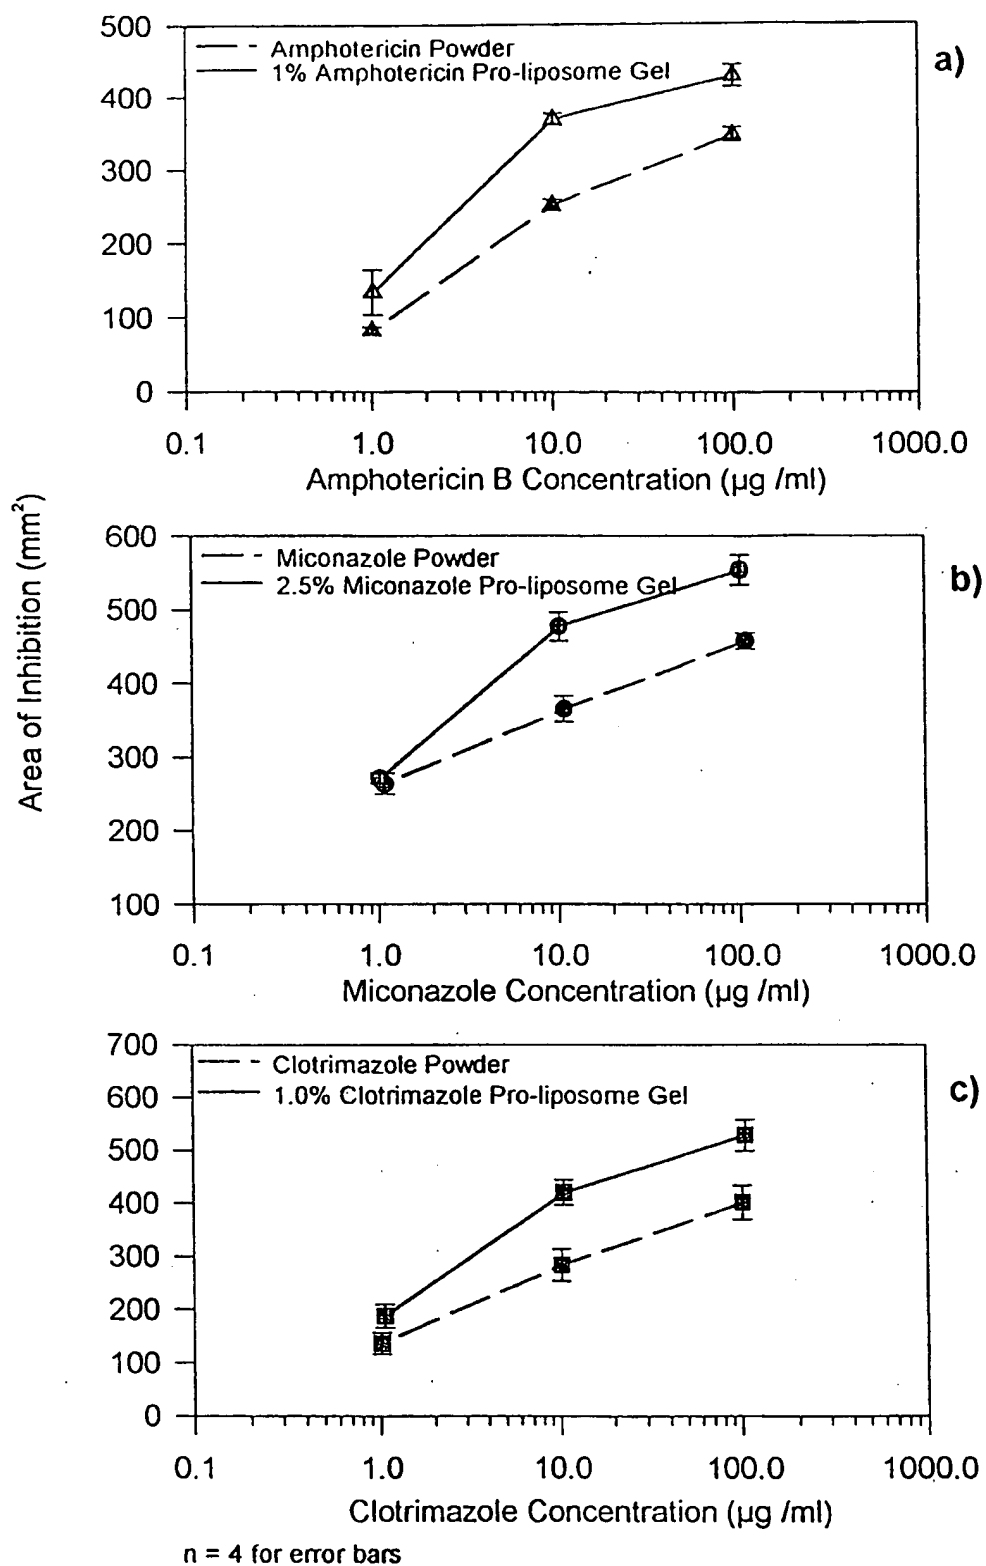 500
400
300
200
100
0
Amphotericin Powder
1% Amphotericin Pro-liposome Gel
a)
0.1 1.0 10.0 100.0 1000.0
Amphotericin B Concentration (µg /ml)
Area of Inhibition (mm²)
600
500
400
300
200
100
Miconazole Powder
2.5% Miconazole Pro-liposome Gel
b)
0.1 1.0 10.0 100.0 1000.0
Miconazole Concentration (µg /ml)
700
600
500
400
300
200
100
0
Clotrimazole Powder
1.0% Clotrimazole Pro-liposome Gel
c)
0.1 1.0 10.0 100.0 1000.0
Clotrimazole Concentration (µg /ml)
n = 4 for error bars